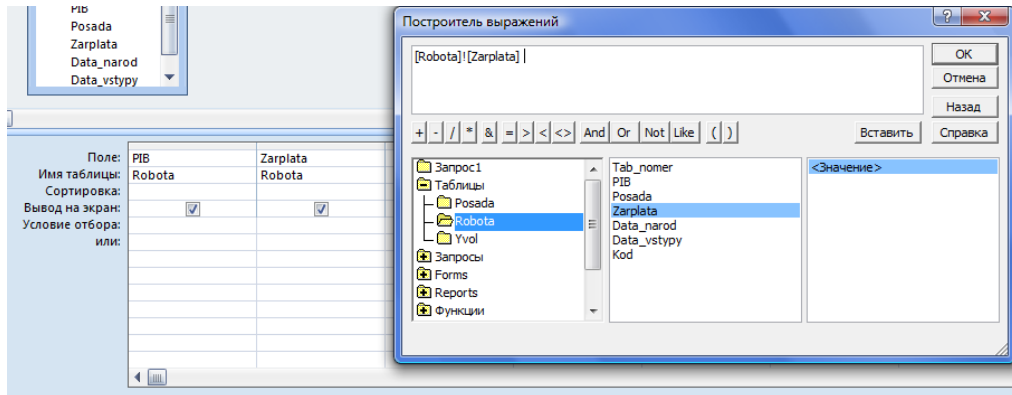 PIB
Posada
Zarplata
Data_narod
Data_vstypy
Поле: PIB Zarplata
Имя таблицы: Robota Robota
Сортировка:
Вывод на экран:
Условие отбора:
или:
Построитель выражений
[Robota]![Zarplata]
OK
Отмена
Назад
+ - / * & = > < <> And Or Not Like ( ) Вставить Справка
Запрос1
Таблицы
Posada
Robota
Yvol
Запросы
Forms
Reports
Функции
Tab_nomer
PIB
Posada
Zarplata
Data_narod
Data_vstypy
Kod
<Значение>